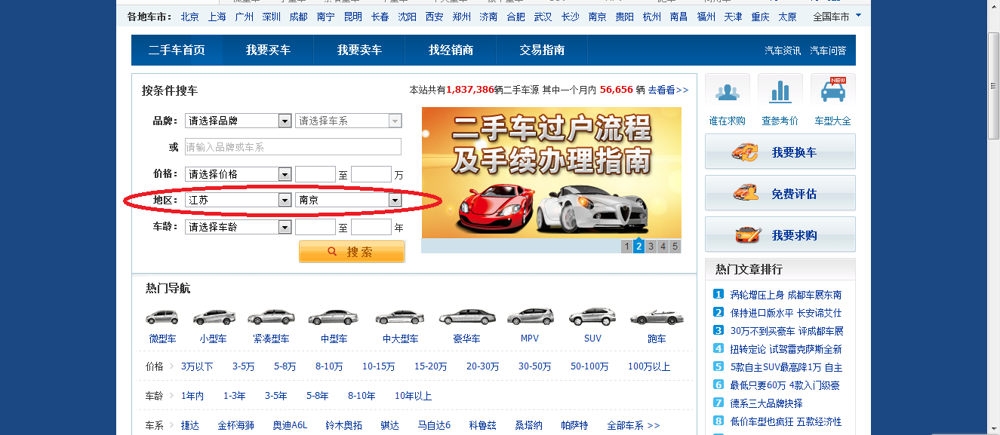 各地车市： 北京 上海 广州 深圳 成都 南宁 昆明 长春 沈阳 西安 郑州 济南 合肥 武汉 长沙 南京 贵阳 杭州 南昌 福州 天津 重庆 太原 全国车市
二手车首页 我要买车 我要卖车 找经销商 交易指南 汽车资讯 汽车问答
按条件搜车 本站共有1,837,386辆二手车源 其中一个月内 56,656 辆 去看看>>
品牌： 请选择品牌 请选择车系
或 请输入品牌或车系
价格： 请选择价格 至 万
地区： 江苏 南京
车龄： 请选择车龄 至 年
搜 索
二手车过户流程
及手续办理指南
1 2 3 4 5
NEW
谁在求购 查参考价 车型大全
我要换车
免费评估
我要求购
热门导航
微型车 小型车 紧凑型车 中型车 中大型车 豪华车 MPV SUV 跑车
价格 > 3万以下 3-5万 5-8万 8-10万 10-15万 15-20万 20-30万 30-50万 50-100万 100万以上
车龄 > 1年内 1-3年 3-5年 5-8年 8-10年 10年以上
车系 > 捷达 金杯海狮 奥迪A6L 铃木奥拓 骐达 马自达6 科鲁兹 桑塔纳 帕萨特 全部车系 >>
热门文章排行
1 涡轮增压上身 成都车展东南
2 保持进口版水平 长安谛艾仕
3 30万不到买豪车 评成都车展
4 扭转定论 试驾雷克萨斯全新
5 5款自主SUV最高降1万 自主
6 最低只要60万 4款入门级豪
7 德系三大品牌抉择
8 低价车型也疯狂 五款经济性